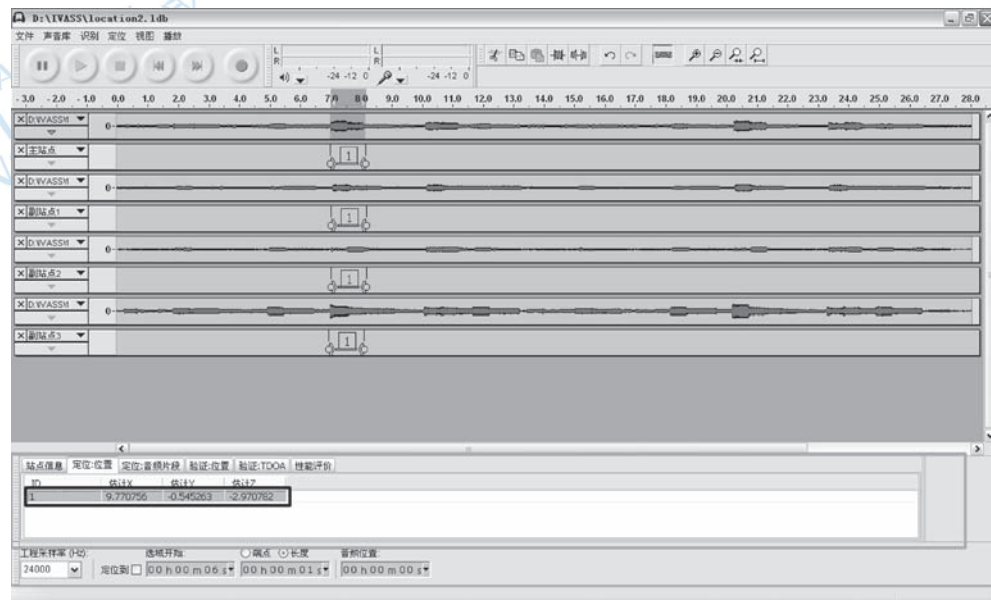 D:\IVASS\location2.ldb
文件 声音库 识别 定位 视图 播放
L
R
-24 -12 0
L
R
-24 -12 0
-3.0 -2.0 -1.0 0.0 1.0 2.0 3.0 4.0 5.0 6.0 7.0 8.0 9.0 10.0 11.0 12.0 13.0 14.0 15.0 16.0 17.0 18.0 19.0 20.0 21.0 22.0 23.0 24.0 25.0 26.0 27.0 28.0
D:\IVASS\l 0
主站点 1
D:\IVASS\l 0
副站点1 1
D:\IVASS\l 0
副站点2 1
D:\IVASS\l 0
副站点3 1
站点信息 定位:位置 定位:音频片段 验证:位置 验证:TDOA 性能评价
ID 估计X 估计Y 估计Z
1 9.770756 -0.545263 -2.970782
工程采样率 (Hz): 选域开始: 端点 长度 音频位置:
24000 定位到 00 h 00 m 06 s 00 h 00 m 01 s 00 h 00 m 00 s